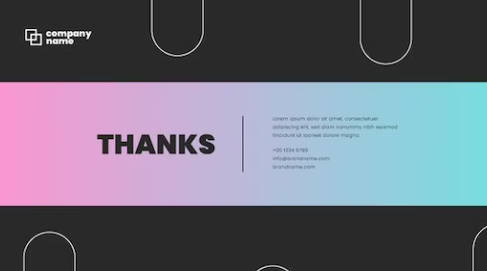 company
name
THANKS
Lorem ipsum dolor sit amet, consectetuer
adipiscing elit, sed diam nonummy nibh euismod
tincidunt ut laoreet dolore magna.
+00 1234 5789
info@brandname.com
brandname.com